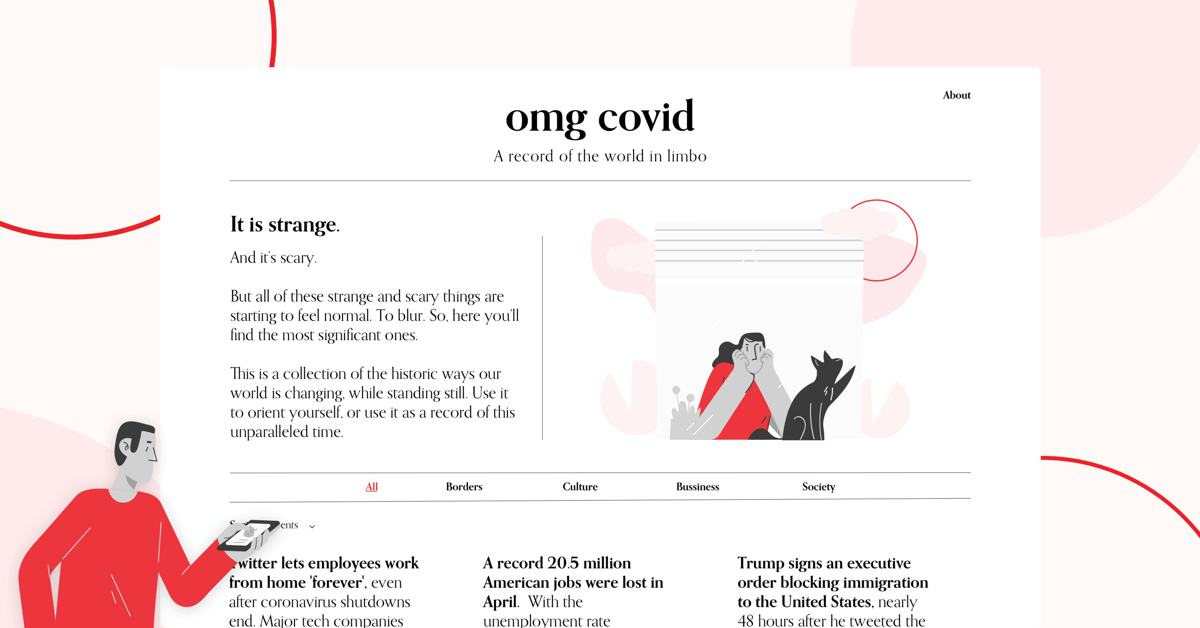 About
omg covid
A record of the world in limbo
It is strange.
And it's scary.
But all of these strange and scary things are
starting to feel normal. To blur. So, here you'll
find the most significant ones.
This is a collection of the historic ways our
world is changing, while standing still. Use it
to orient yourself, or use it as a record of this
unparalleled time.
All
Borders
Culture
Bussiness
Society
Twitter lets employees work
from home 'forever', even
after coronavirus shutdowns
end. Major tech companies
A record 20.5 million
American jobs were lost in
April. With the
unemployment rate
Trump signs an executive
order blocking immigration
to the United States, nearly
48 hours after he tweeted the